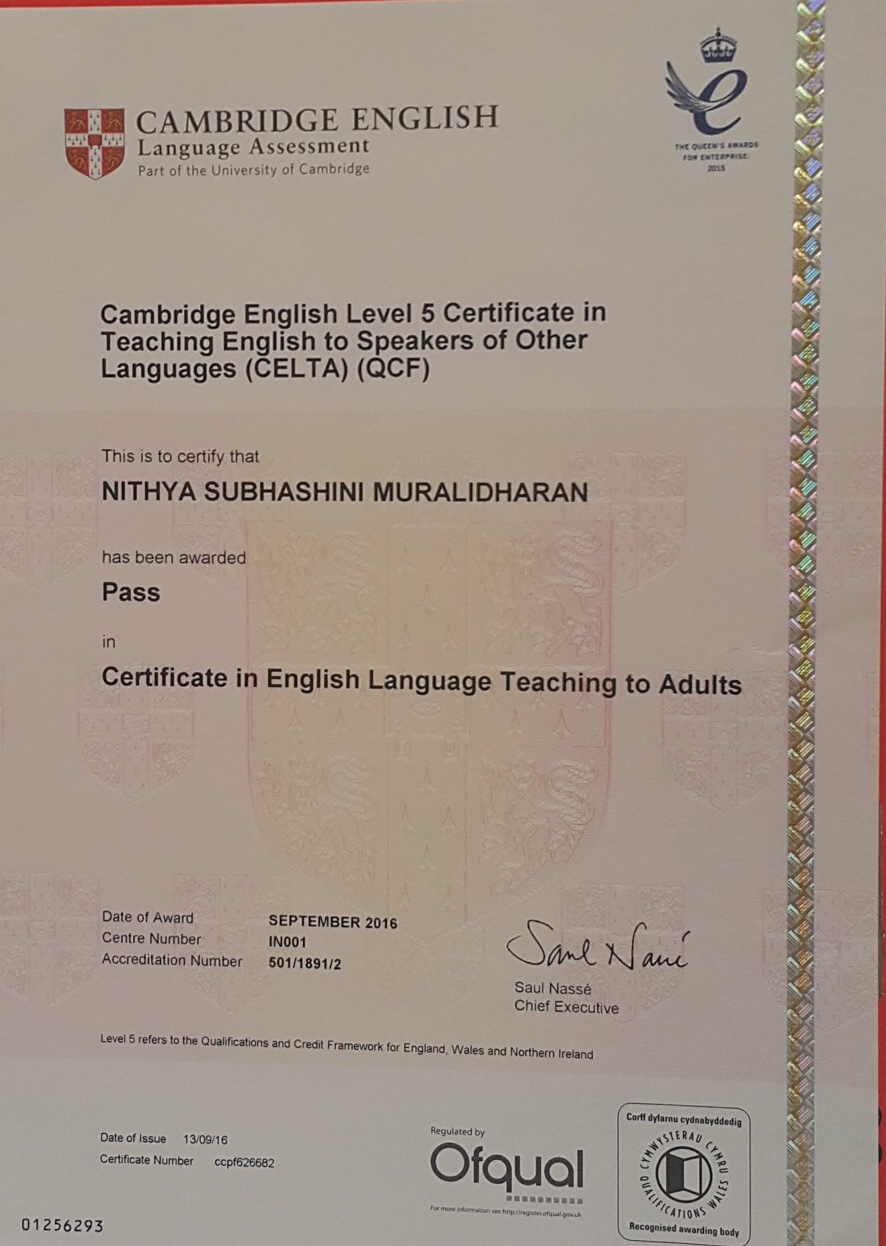 CAMBRIDGE ENGLISH
Language Assessment
Part of the University of Cambridge
THE QUEEN'S AWARDS
FOR ENTERPRISE:
2015
Cambridge English Level 5 Certificate in
Teaching English to Speakers of Other
Languages (CELTA) (QCF)
This is to certify that
NITHYA SUBHASHINI MURALIDHARAN
has been awarded
Pass
in
Certificate in English Language Teaching to Adults
Date of Award SEPTEMBER 2016
Centre Number IN001
Accreditation Number 501/1891/2
Saul Nassé
Saul Nassé
Chief Executive
Level 5 refers to the Qualifications and Credit Framework for England, Wales and Northern Ireland
Date of Issue 13/09/16
Certificate Number ccpf626682
Regulated by
Ofqual
For more information see http://register.ofqual.gov.uk
Corff dyfarnu cydnabyddedig
CYMWYSTERAU CYMRU
QUALIFICATIONS WALES
Recognised awarding body
01256293